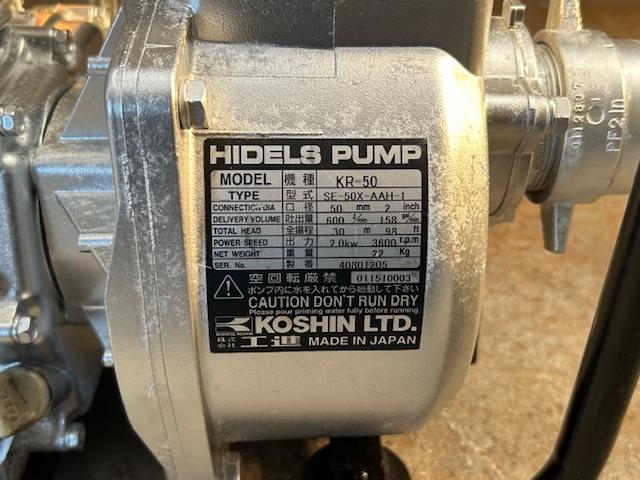 HIDELS PUMP
MODEL 機種 KR-50
TYPE 型式 SE-50X-AAH-1
CONNECTION DIA 口径 50 mm 2 inch
DELIVERY VOLUME 吐出量 600 ℓ/min 158 gal/min
TOTAL HEAD 全揚程 30 m 98 ft
POWER SPEED 出力 2.0kw 3600 r.p.m
NET WEIGHT 重量 22 Kg
SER. No. 製番 40801205
空回転厳禁 011510003
ポンプ内に水を入れてから始動して下さい
CAUTION DON'T RUN DRY
Please pour priming water fully before running
KOSHIN LTD.
株式会社 工進 MADE IN JAPAN
PF2In